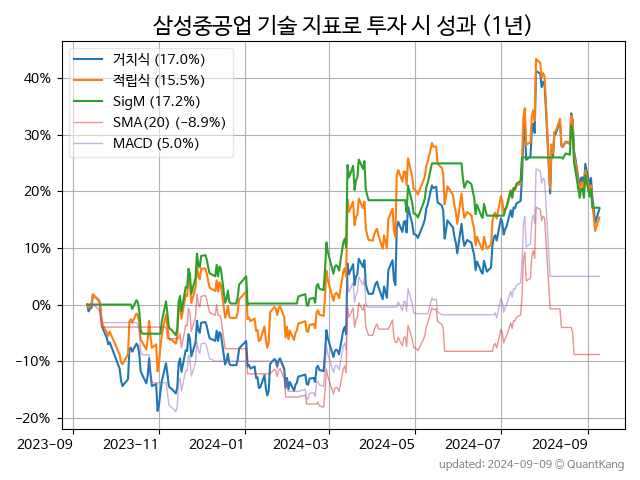 삼성중공업 기술 지표로 투자 시 성과 (1년)
거치식 (17.0%)
적립식 (15.5%)
SigM (17.2%)
SMA(20) (−8.9%)
MACD (5.0%)
40%
30%
20%
10%
0%
−10%
−20%
2023-09
2023-11
2024-01
2024-03
2024-05
2024-07
2024-09
updated: 2024-09-09 © QuantKang